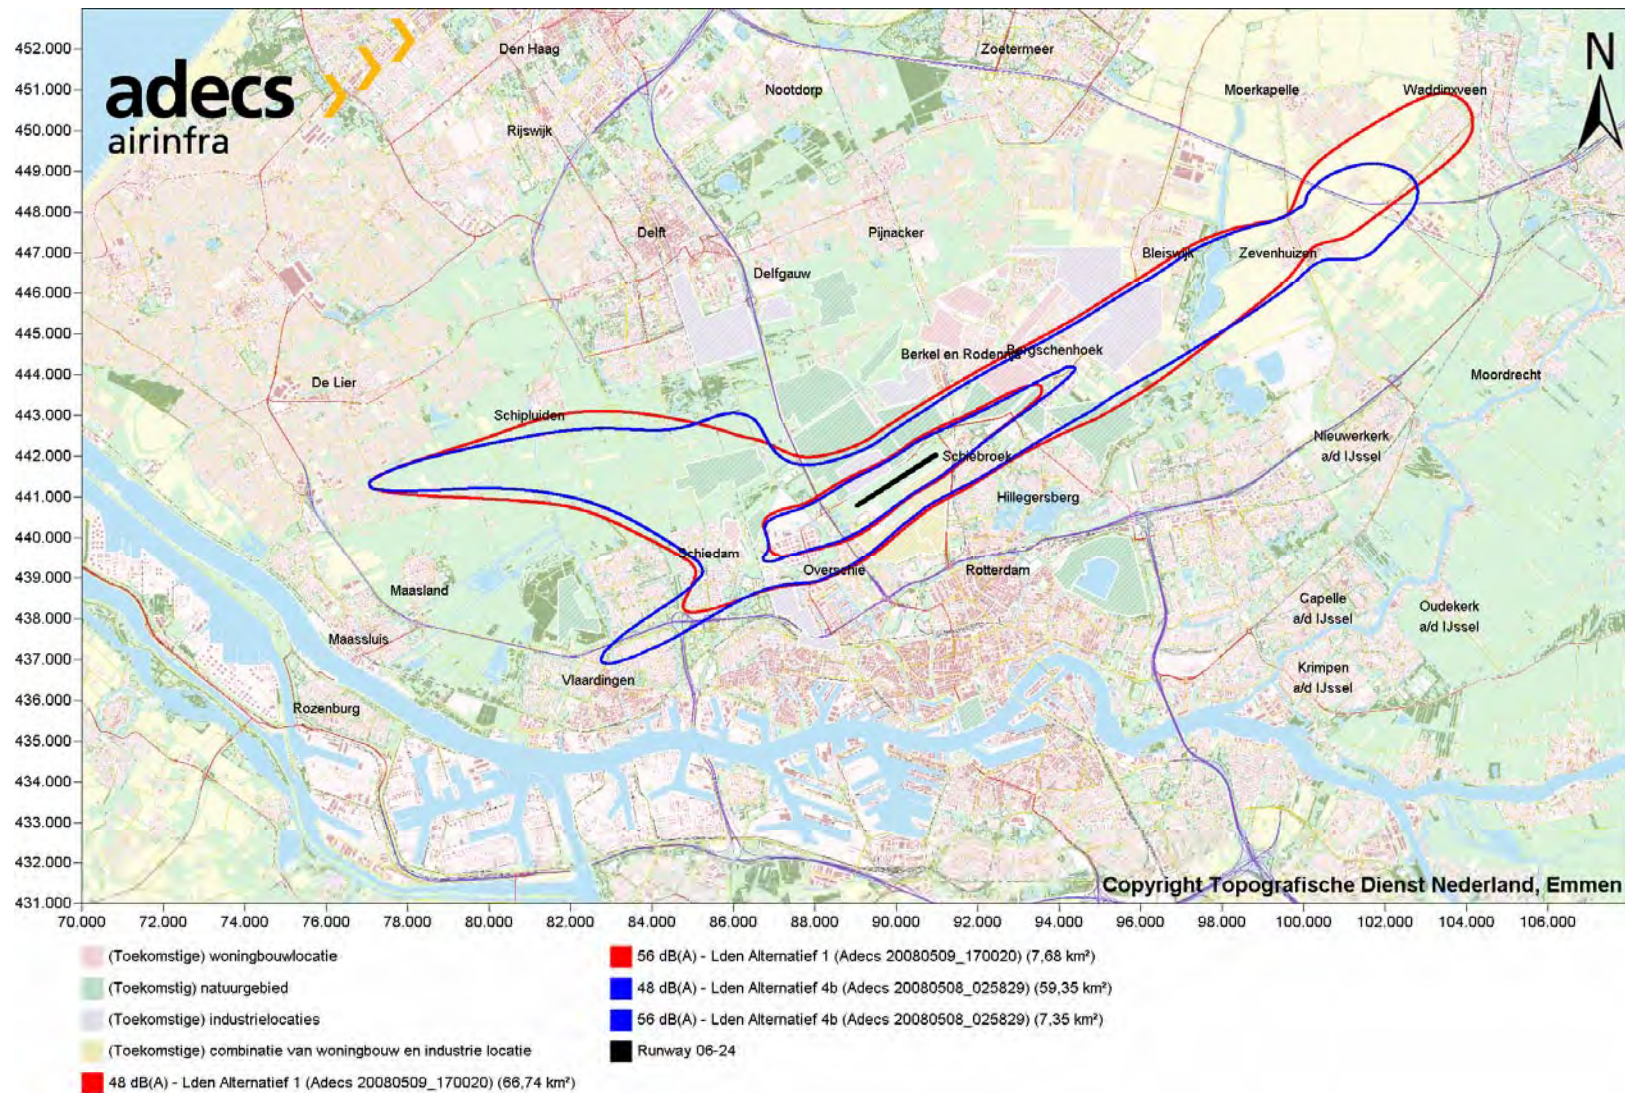 452.000
451.000
450.000
449.000
448.000
447.000
446.000
445.000
444.000
443.000
442.000
441.000
440.000
439.000
438.000
437.000
436.000
435.000
434.000
433.000
432.000
431.000
adecs
airinfra
N
Den Haag
Zoetermeer
Nootdorp
Moerkapelle
Waddinxveen
Rijswijk
Delft
Pijnacker
Bleiswijk
Zevenhuizen
Delfgauw
Berkel en Rodenrijs
Bergschenhoek
De Lier
Moordrecht
Schipluiden
Nieuwerkerk
a/d IJssel
Schiebroek
Hillegersberg
Schiedam
Overschie
Rotterdam
Maasland
Capelle
a/d IJssel
Oudekerk
a/d IJssel
Maassluis
Krimpen
a/d IJssel
Vlaardingen
Rozenburg
Copyright Topografische Dienst Nederland, Emmen
70.000 72.000 74.000 76.000 78.000 80.000 82.000 84.000 86.000 88.000 90.000 92.000 94.000 96.000 98.000 100.000 102.000 104.000 106.000
(Toekomstige) woningbouwlocatie
(Toekomstig) natuurgebied
(Toekomstige) industrielocaties
(Toekomstige) combinatie van woningbouw en industrie locatie
48 dB(A) - Lden Alternatief 1 (Adecs 20080509_170020) (66,74 km²)
56 dB(A) - Lden Alternatief 1 (Adecs 20080509_170020) (7,68 km²)
48 dB(A) - Lden Alternatief 4b (Adecs 20080508_025829) (59,35 km²)
56 dB(A) - Lden Alternatief 4b (Adecs 20080508_025829) (7,35 km²)
Runway 06-24